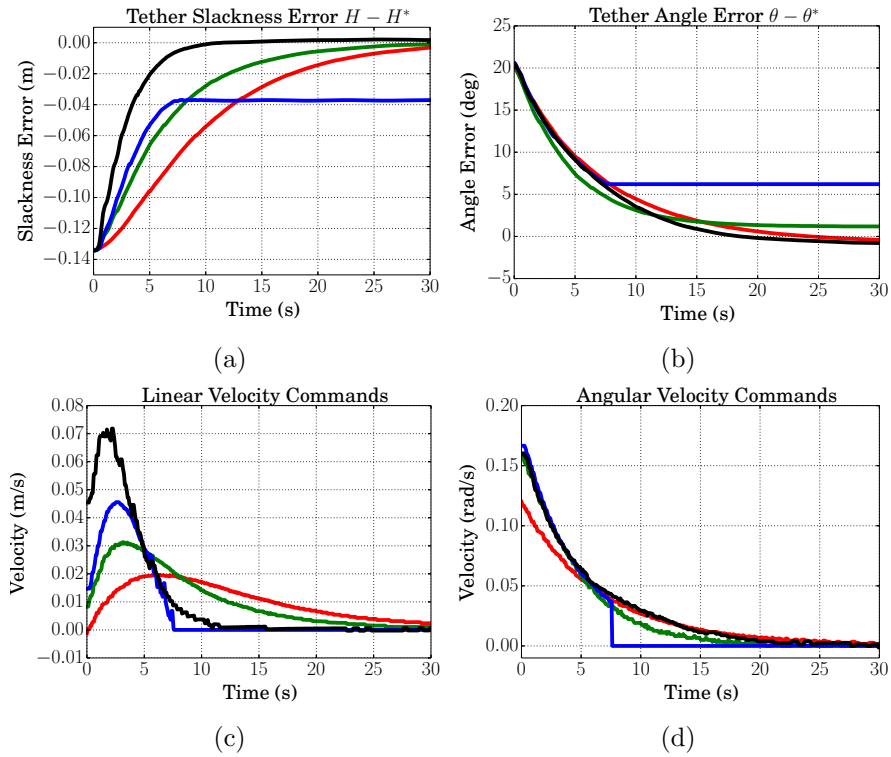 Tether Slackness Error H − H*
Slackness Error (m)
0.00
−0.02
−0.04
−0.06
−0.08
−0.10
−0.12
−0.14
0 5 10 15 20 25 30
Time (s)
(a)
Tether Angle Error θ − θ*
Angle Error (deg)
25
20
15
10
5
0
−5
0 5 10 15 20 25 30
Time (s)
(b)
Linear Velocity Commands
Velocity (m/s)
0.08
0.07
0.06
0.05
0.04
0.03
0.02
0.01
0.00
−0.01
0 5 10 15 20 25 30
Time (s)
(c)
Angular Velocity Commands
Velocity (rad/s)
0.20
0.15
0.10
0.05
0.00
0 5 10 15 20 25 30
Time (s)
(d)